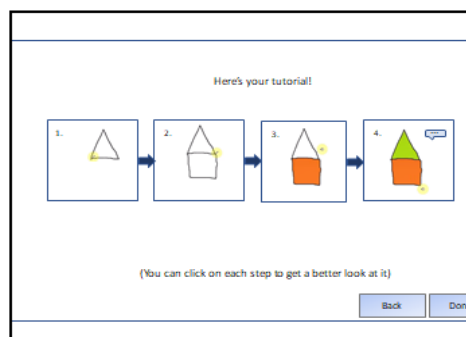 Here's your tutorial!
1.
2.
3.
4.
(You can click on each step to get a better look at it)
Back
Don